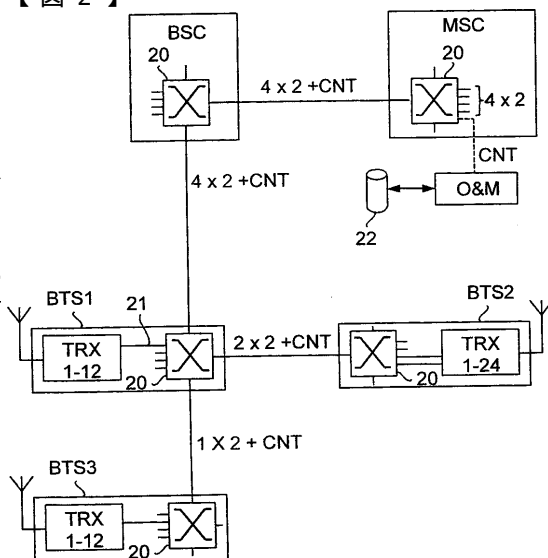 【図2】
BSC
20
MSC
20
4 x 2 +CNT
4 x 2
CNT
O&M
22
4 x 2 +CNT
BTS1
21
TRX
1-12
20
2 x 2 +CNT
BTS2
TRX
1-24
20
1 X 2 + CNT
BTS3
TRX
1-12
20